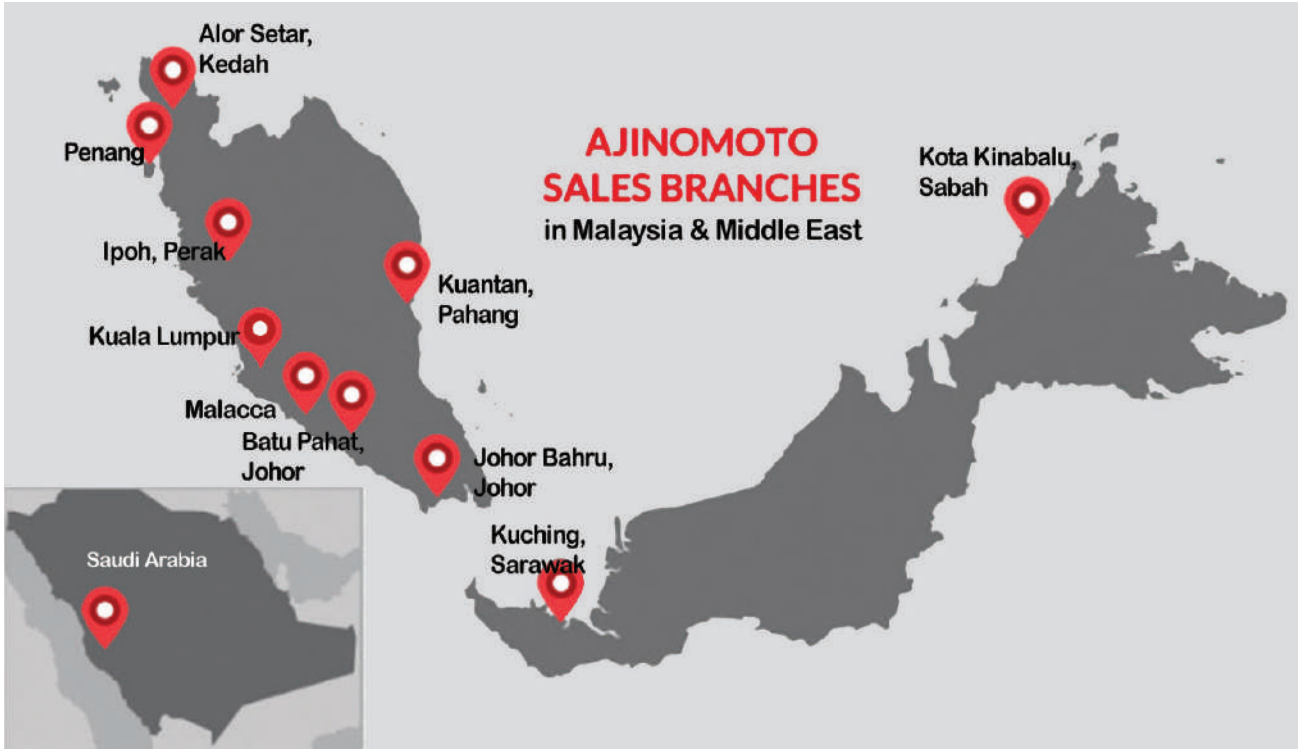 Alor Setar,
Kedah
Penang
Ipoh, Perak
Kuala Lumpur
Malacca
Batu Pahat,
Johor
Kuantan,
Pahang
Johor Bahru,
Johor
AJINOMOTO
SALES BRANCHES
in Malaysia & Middle East
Kota Kinabalu,
Sabah
Kuching,
Sarawak
Saudi Arabia